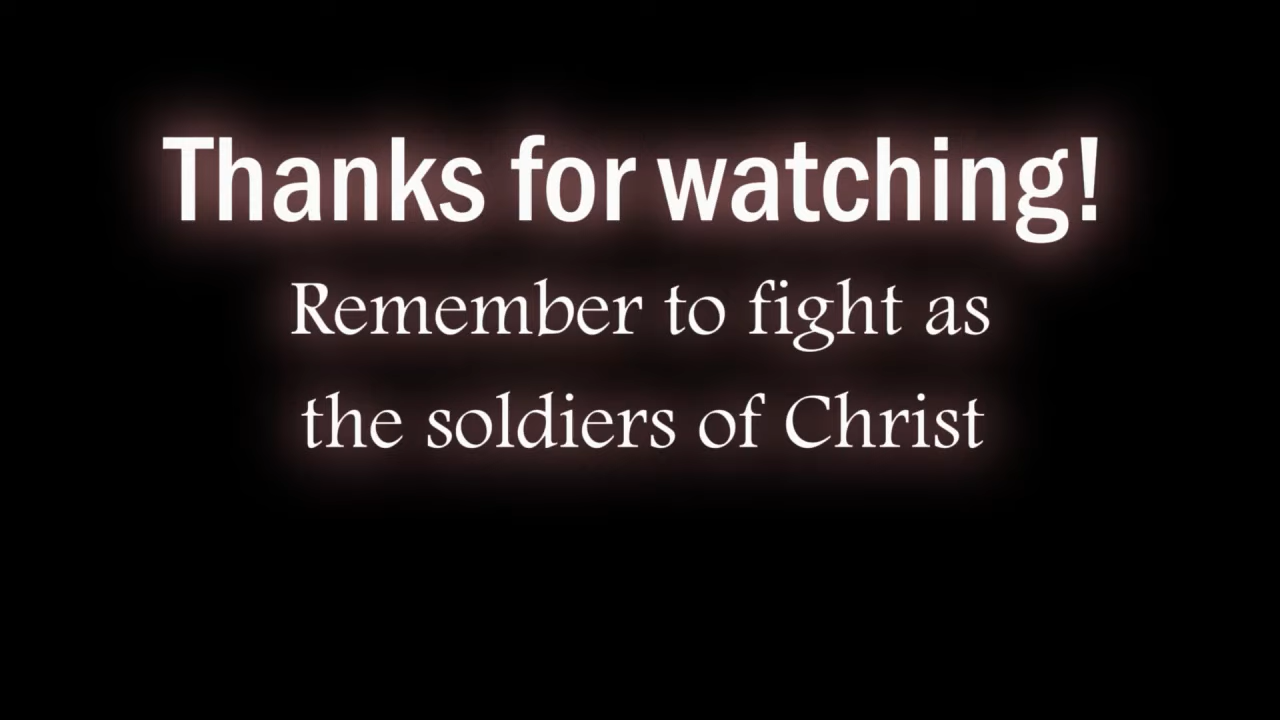 Thanks for watching!
Remember to fight as
the soldiers of Christ